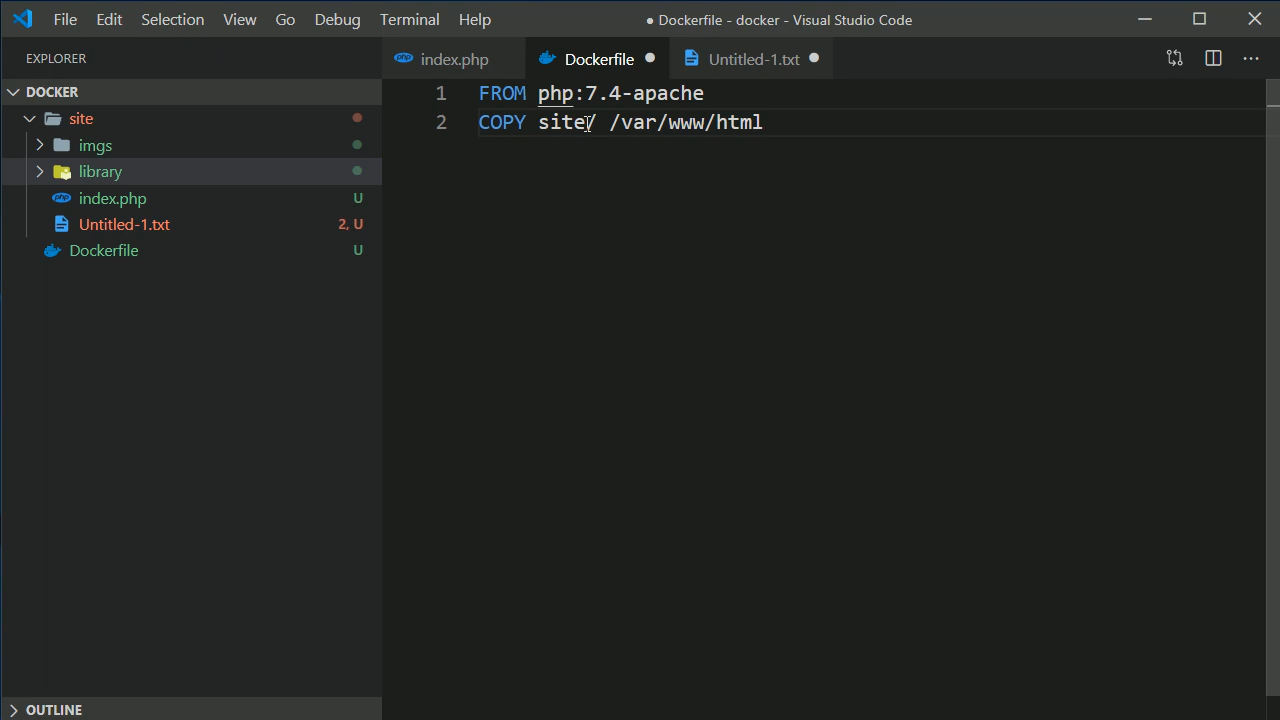 File Edit Selection View Go Debug Terminal Help
● Dockerfile - docker - Visual Studio Code
EXPLORER
index.php
Dockerfile
Untitled-1.txt
DOCKER
site
imgs
library
index.php U
Untitled-1.txt 2, U
Dockerfile U
1 FROM php:7.4-apache
2 COPY site/ /var/www/html
OUTLINE